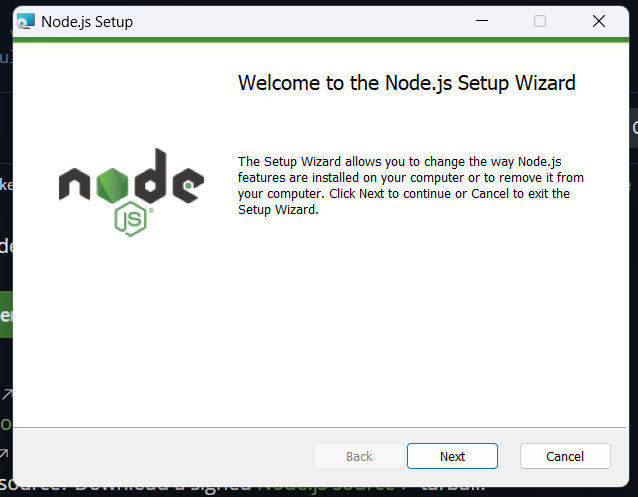 Node.js Setup
Welcome to the Node.js Setup Wizard
node
JS
The Setup Wizard allows you to change the way Node.js
features are installed on your computer or to remove it from
your computer. Click Next to continue or Cancel to exit the
Setup Wizard.
Back
Next
Cancel
source? Download a signed Node.js source ↗ tarball.